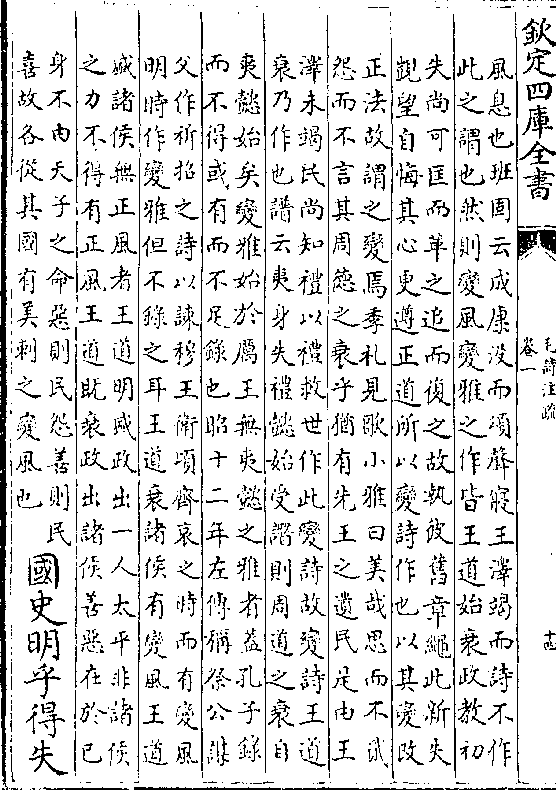 欽定四庫全書
毛詩注疏
卷一
十四
風息也班固云成康没而頌聲寢王澤竭而詩不作
此之謂也然則變風變雅之作皆王道始衰政教初
失尚可匡而革之追而復之故執彼舊章繩此新失
覬望自悔其心更遵正道所以變詩作也以其變改
正法故謂之變焉季札見歌小雅曰美哉思而不貳
怨而不言其周德之衰乎猶有先王之遺民是由王
澤未竭民尚知禮以禮救世作此變詩故變詩王道
衰乃作也譜云夷身失禮懿始受譖則周道之衰自
夷懿始矣變雅始於厲王無夷懿之雅者蓋孔子錄
而不得或有而不足錄也昭十二年左傳稱祭公謀
父作祈招之詩以諫穆王衛頃齊哀之時而有變風
明時作變雅但不錄之耳王道衰諸侯有變風王道
盛諸侯無正風者王道明盛政出一人太平非諸侯
之力不得有正風王道既衰政出諸侯善惡在於已
身不由天子之命惡則民怨善則民
喜故各從其國有美刺之變風也
國史明乎得失